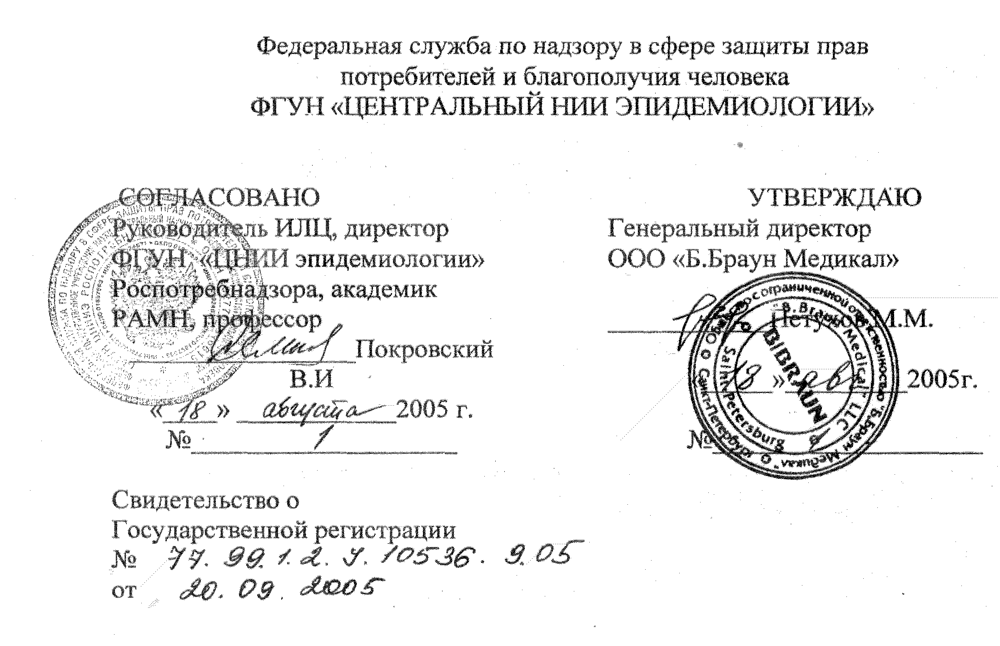 Федеральная служба по надзору в сфере защиты прав
потребителей и благополучия человека
ФГУН «ЦЕНТРАЛЬНЫЙ НИИ ЭПИДЕМИОЛОГИИ»
СОГЛАСОВАНО
Руководитель ИЛЦ, директор
ФГУН «ЦНИИ эпидемиологии»
Роспотребнадзора, академик
РАМН, профессор
Покровский
В.И
« 18 » августа 2005 г.
№ 1
УТВЕРЖДАЮ
Генеральный директор
ООО «Б.Браун Медикал»
М.М.
18 » авг 2005г.
№
с ограниченной ответственностью "Б.Браун Медикал"
Санкт-Петербург
"B.Braun Medical" LLC
Saint Petersburg
B|BRAUN
Свидетельство о
Государственной регистрации
№ 77.99.1.2.У.10536.9.05
от 20.09.2005